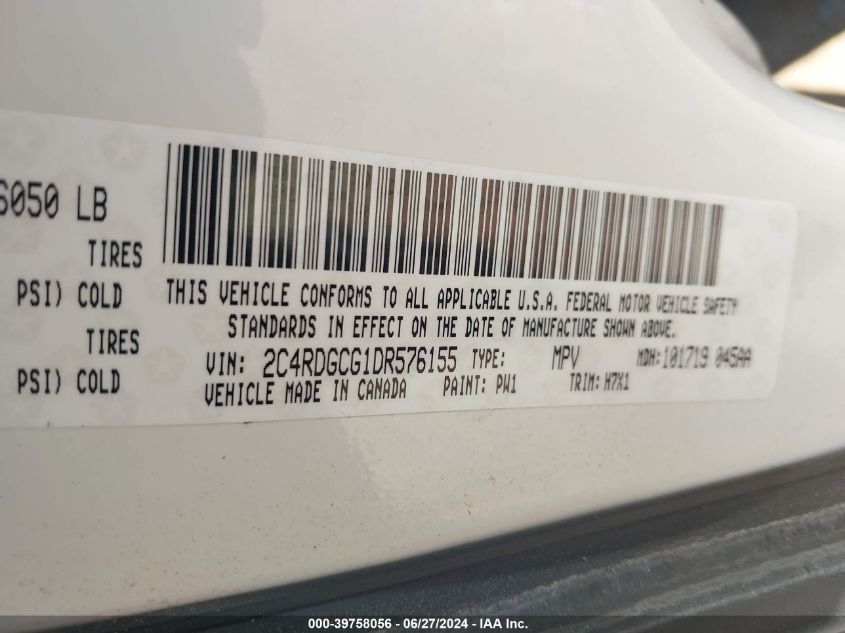 6050 LB
TIRES
PSI) COLD
TIRES
PSI) COLD
THIS VEHICLE CONFORMS TO ALL APPLICABLE U.S.A. FEDERAL MOTOR VEHICLE SAFETY
STANDARDS IN EFFECT ON THE DATE OF MANUFACTURE SHOWN ABOVE.
VIN: 2C4RDGCG1DR576155 TYPE: MPV MDH:101719 045AA
VEHICLE MADE IN CANADA PAINT: PW1 TRIM: H7X1
000-39758056 - 06/27/2024 - IAA Inc.